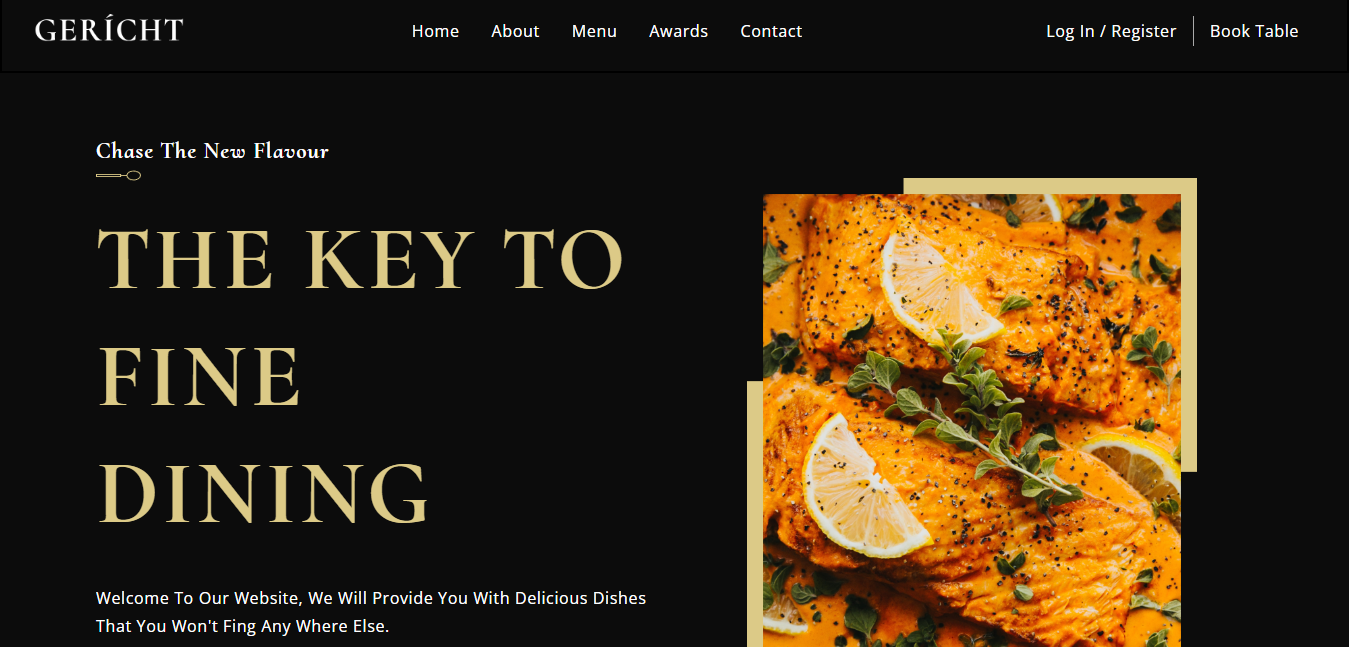 GERÍCHT
Home About Menu Awards Contact
Log In / Register Book Table
Chase The New Flavour
THE KEY TO
FINE
DINING
Welcome To Our Website, We Will Provide You With Delicious Dishes
That You Won't Fing Any Where Else.